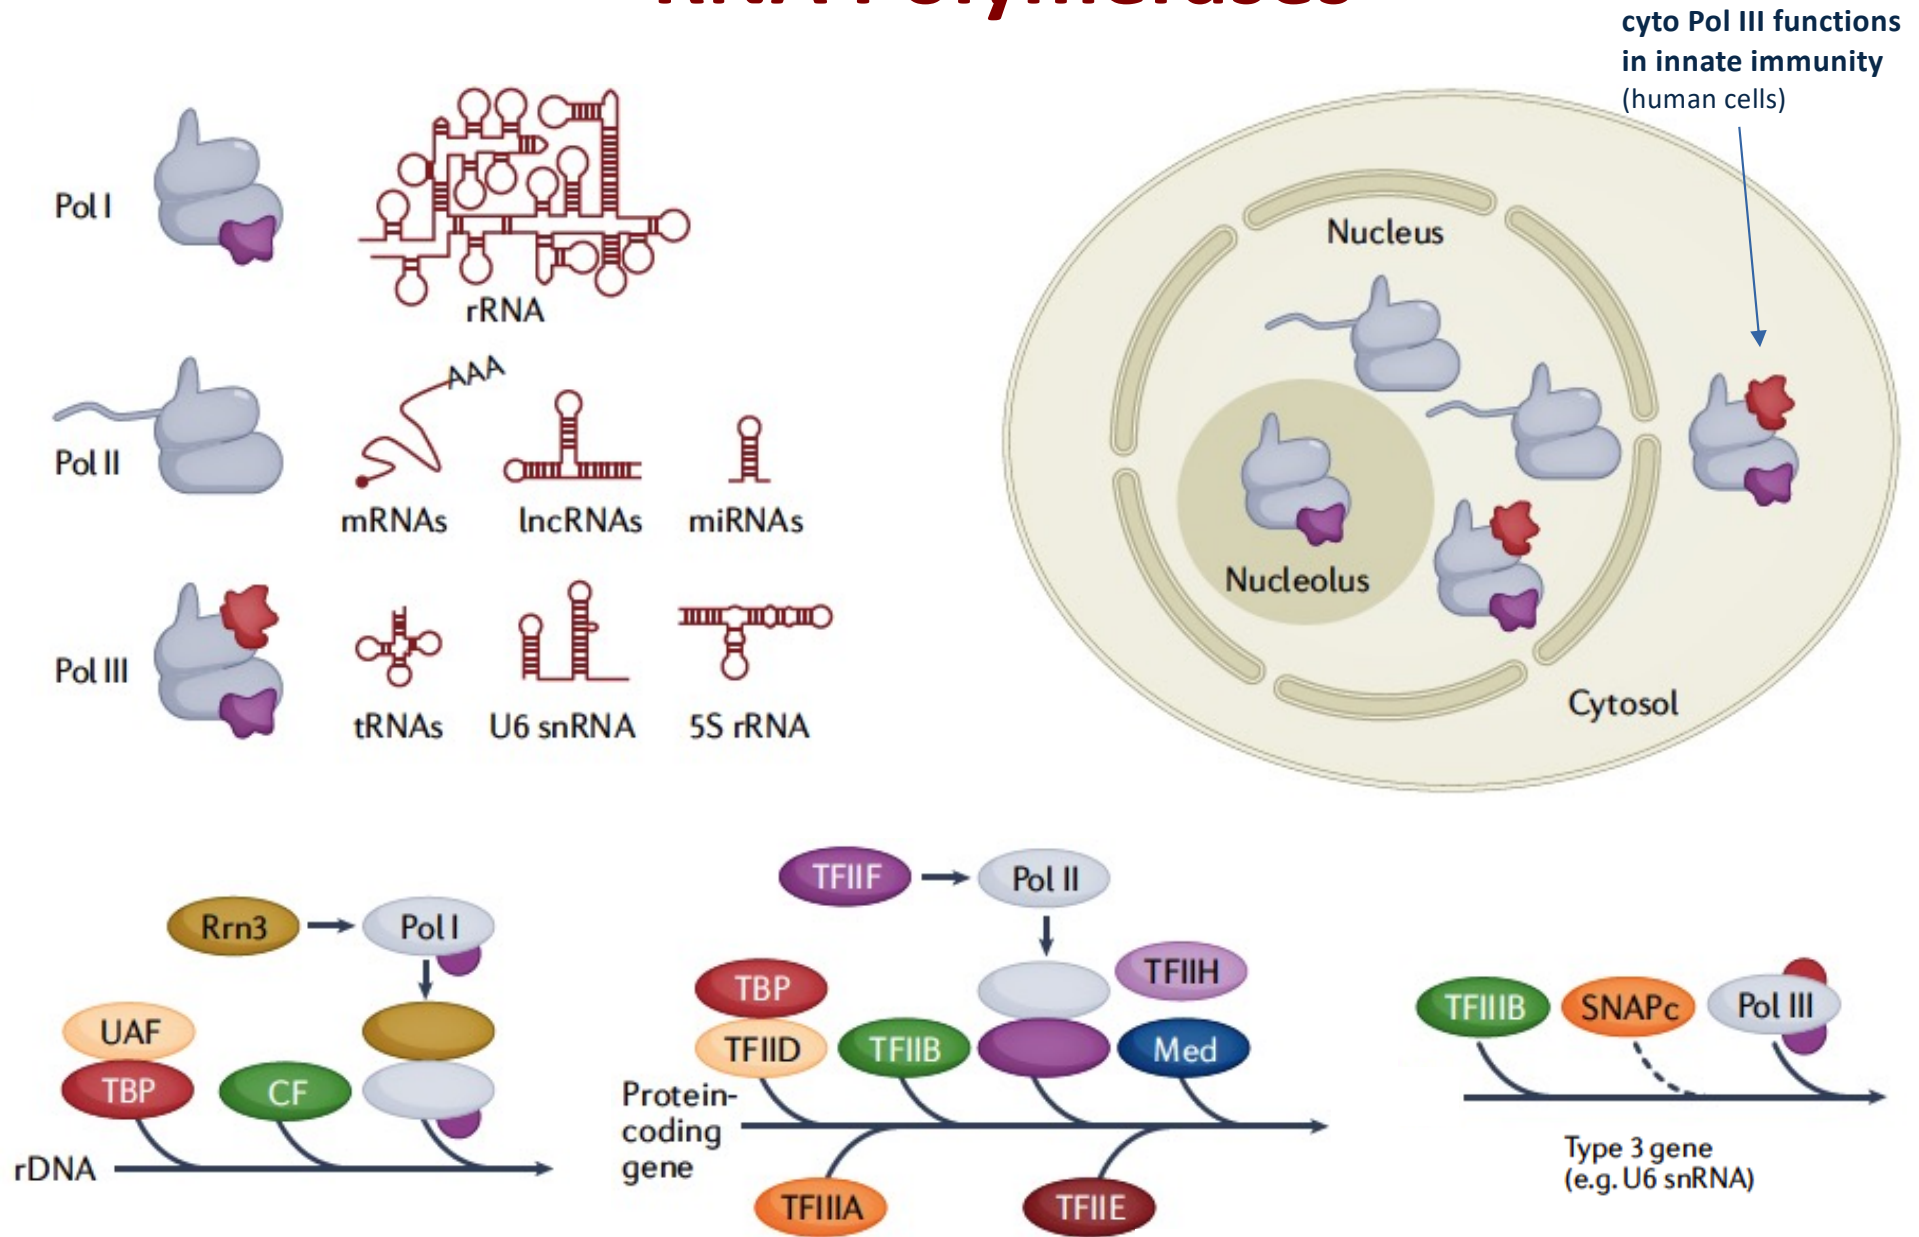 RNA Polymerases
cyto Pol III functions
in innate immunity
(human cells)
Pol I
rRNA
Pol II
AAA
mRNAs
lncRNAs
miRNAs
Pol III
tRNAs
U6 snRNA
5S rRNA
Nucleus
Nucleolus
Cytosol
Rrn3
Pol I
UAF
TBP
CF
rDNA
TFIIF
Pol II
TBP
TFIIH
TFIID
TFIIB
Med
Protein-
coding
gene
TFIIIA
TFIIE
TFIIIB
SNAPc
Pol III
Type 3 gene
(e.g. U6 snRNA)